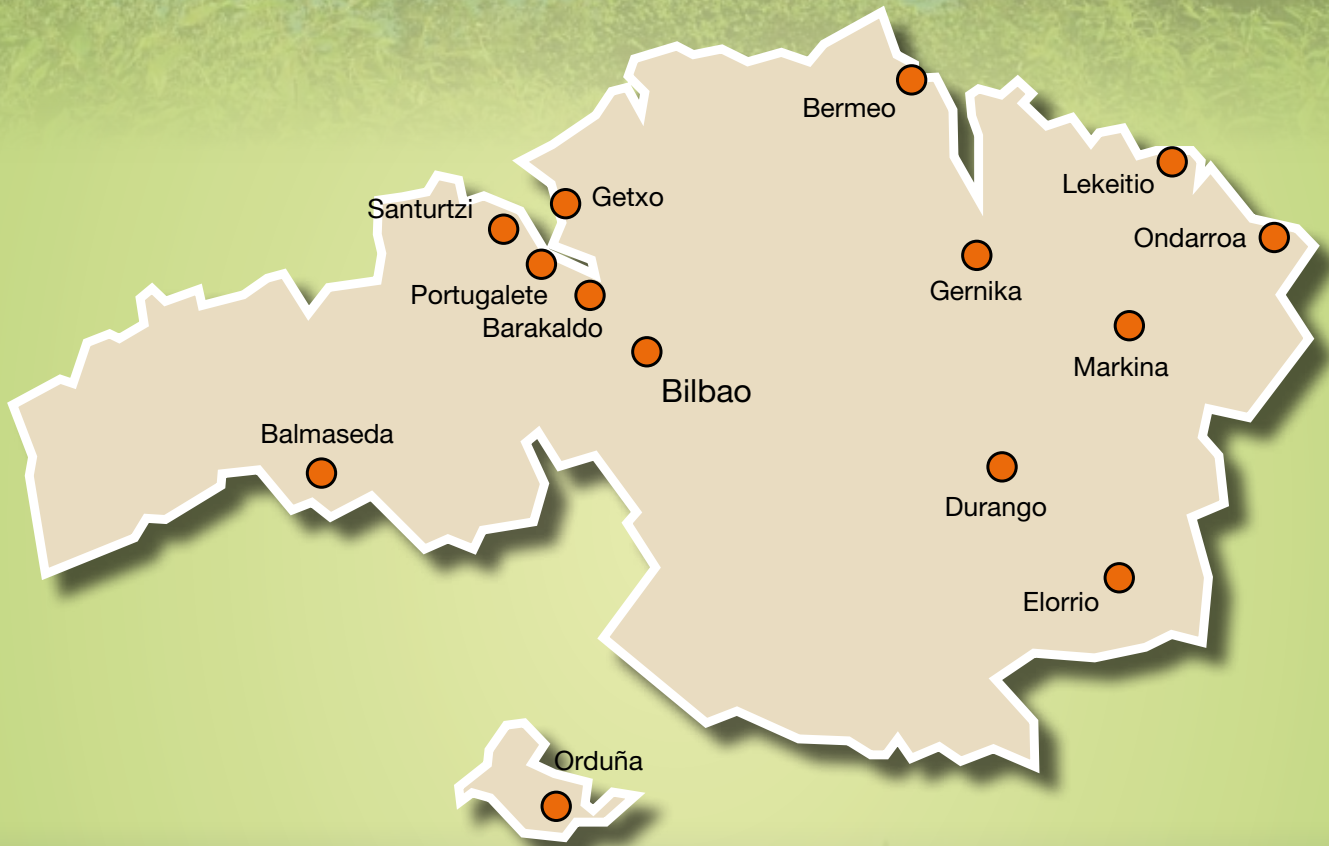 Bermeo
Lekeitio
Getxo
Santurtzi
Ondarroa
Gernika
Portugalete
Barakaldo
Markina
Bilbao
Balmaseda
Durango
Elorrio
Orduña